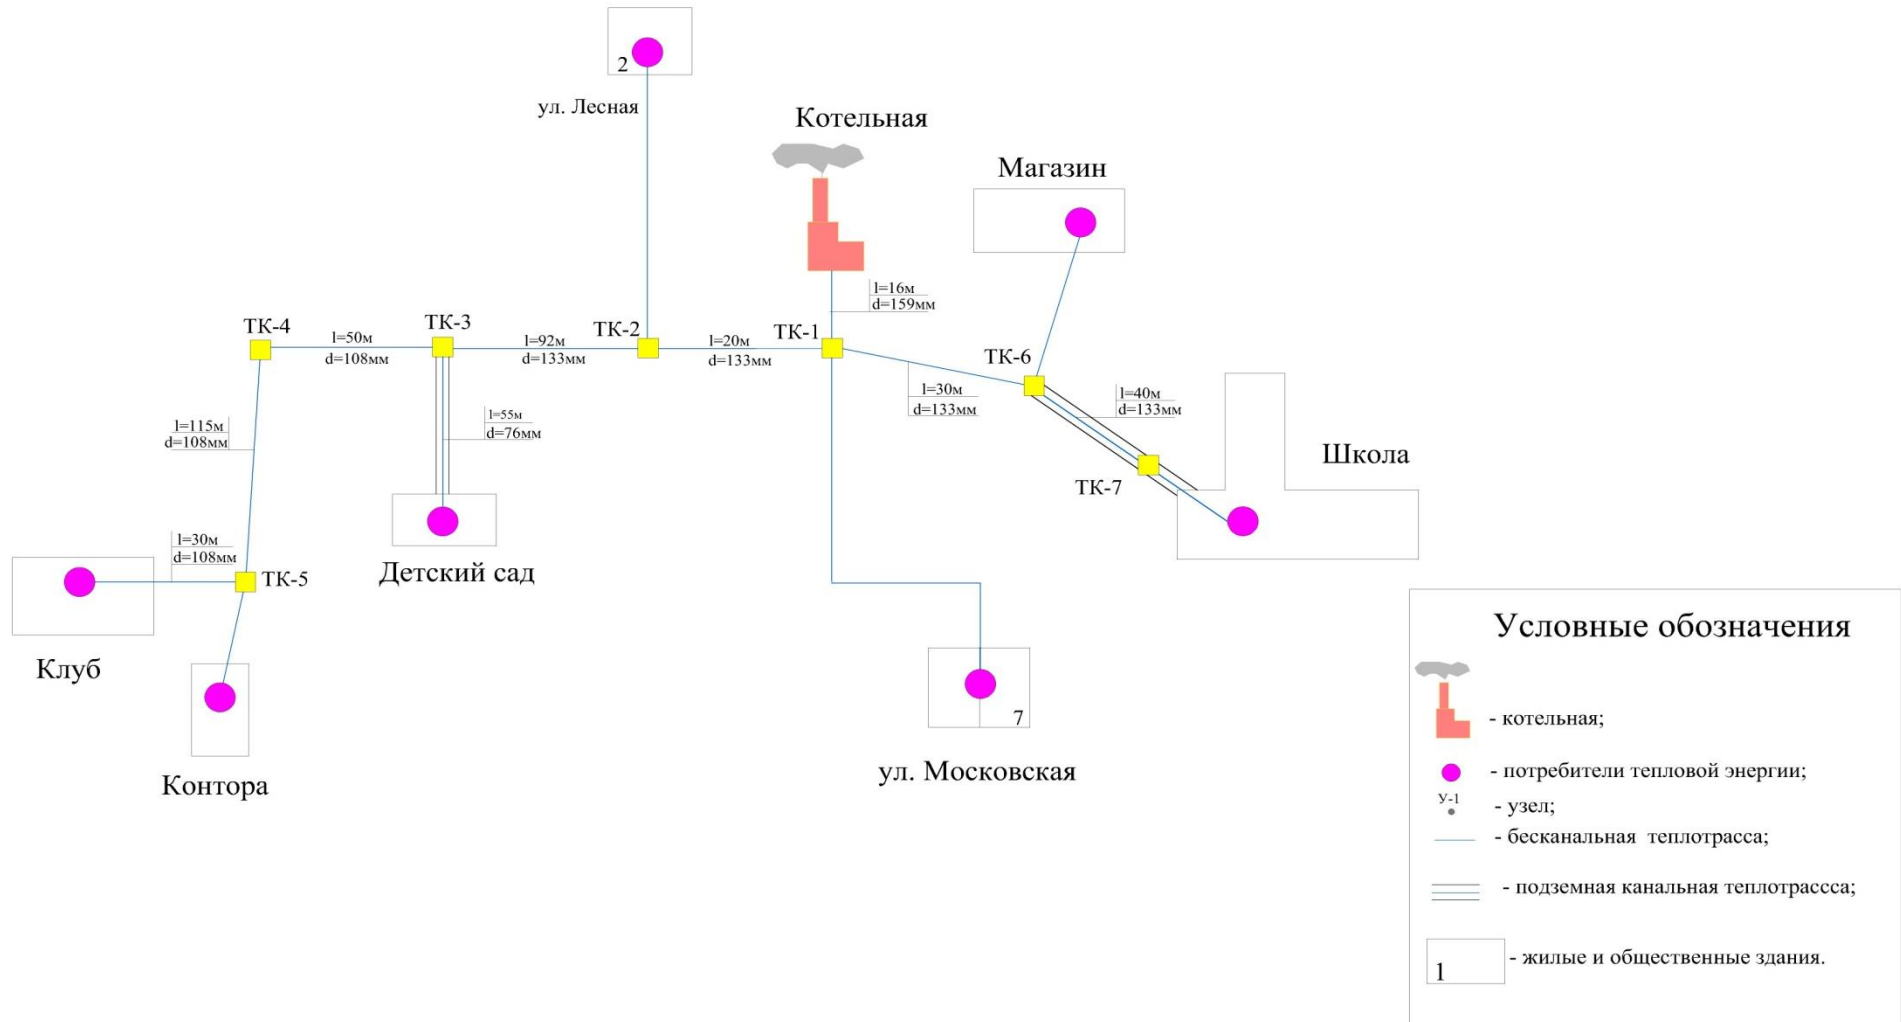 2
ул. Лесная
Котельная
Магазин
l=16м
d=159мм
ТК-4
l=50м
d=108мм
ТК-3
l=92м
d=133мм
ТК-2
l=20м
d=133мм
ТК-1
ТК-6
l=30м
d=133мм
l=40м
d=133мм
l=115м
d=108мм
l=55м
d=76мм
Школа
ТК-7
l=30м
d=108мм
ТК-5
Детский сад
Клуб
Контора
7
ул. Московская
Условные обозначения
- котельная;
- потребители тепловой энергии;
У-1
- узел;
- бесканальная теплотрасса;
- подземная канальная теплотрассса;
1
- жилые и общественные здания.